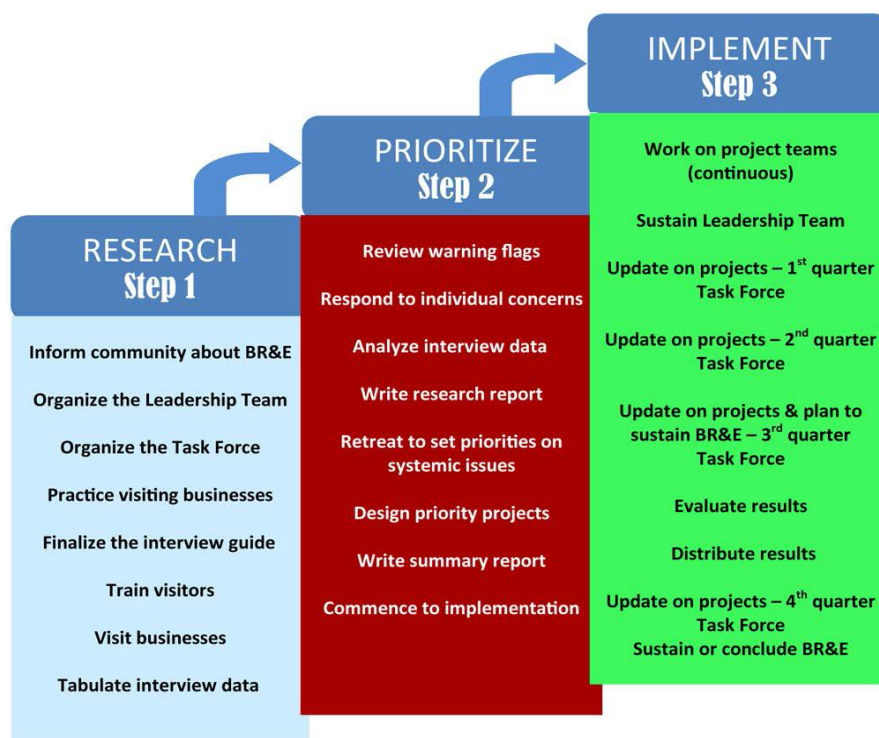 RESEARCH
Step 1
Inform community about BR&E
Organize the Leadership Team
Organize the Task Force
Practice visiting businesses
Finalize the interview guide
Train visitors
Visit businesses
Tabulate interview data
PRIORITIZE
Step 2
Review warning flags
Respond to individual concerns
Analyze interview data
Write research report
Retreat to set priorities on
systemic issues
Design priority projects
Write summary report
Commence to implementation
IMPLEMENT
Step 3
Work on project teams
(continuous)
Sustain Leadership Team
Update on projects – 1st quarter
Task Force
Update on projects – 2nd quarter
Task Force
Update on projects & plan to
sustain BR&E – 3rd quarter
Task Force
Evaluate results
Distribute results
Update on projects – 4th quarter
Task Force
Sustain or conclude BR&E